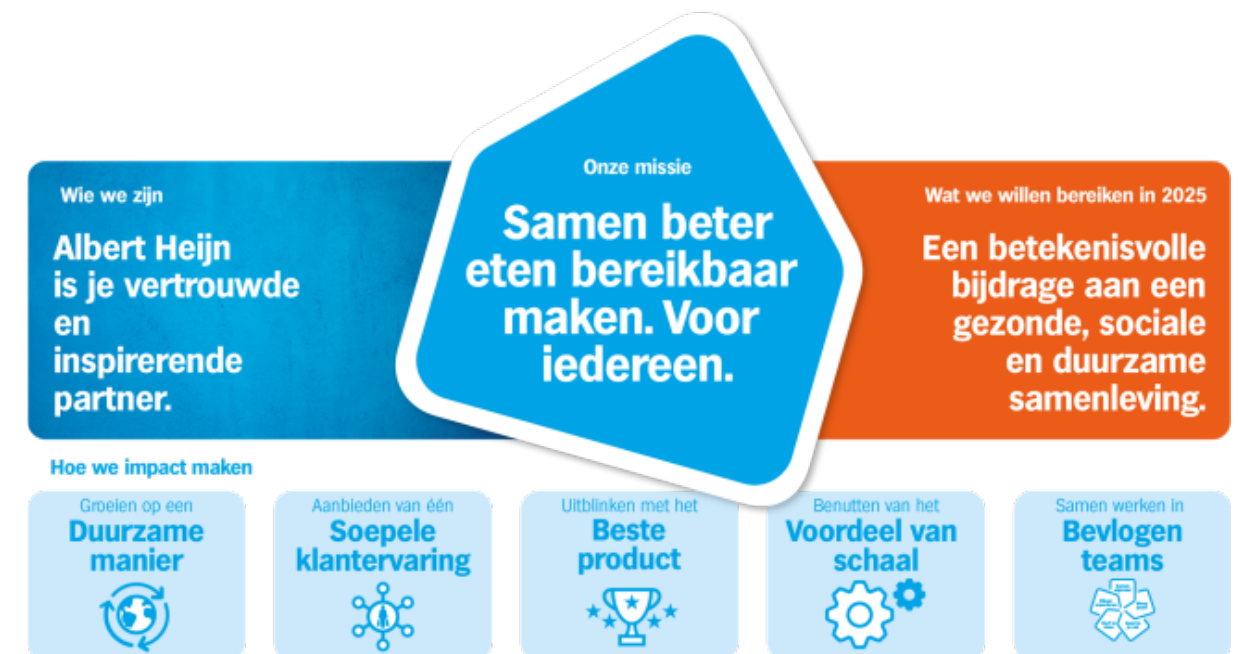 Onze missie
Samen beter
eten bereikbaar
maken. Voor
iedereen.
Wie we zijn
Albert Heijn
is je vertrouwde
en
inspirerende
partner.
Wat we willen bereiken in 2025
Een betekenisvolle
bijdrage aan een
gezonde, sociale
en duurzame
samenleving.
Hoe we impact maken
Groeien op een
Duurzame
manier
Aanbieden van één
Soepele
klantervaring
Uitblinken met het
Beste
product
Benutten van het
Voordeel van
schaal
Samen werken in
Bevlogen
teams